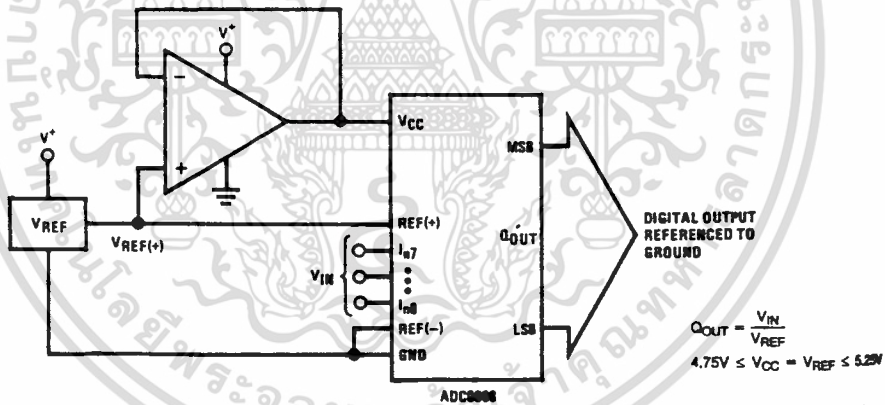 V+
V+
−
+
VCC
MSB
VREF
VREF(+)
REF(+)
In7
VIN
In0
REF(-)
GND
QOUT
LSB
DIGITAL OUTPUT
REFERENCED TO
GROUND
QOUT = VIN / VREF
4.75V ≤ VCC = VREF ≤ 5.25V